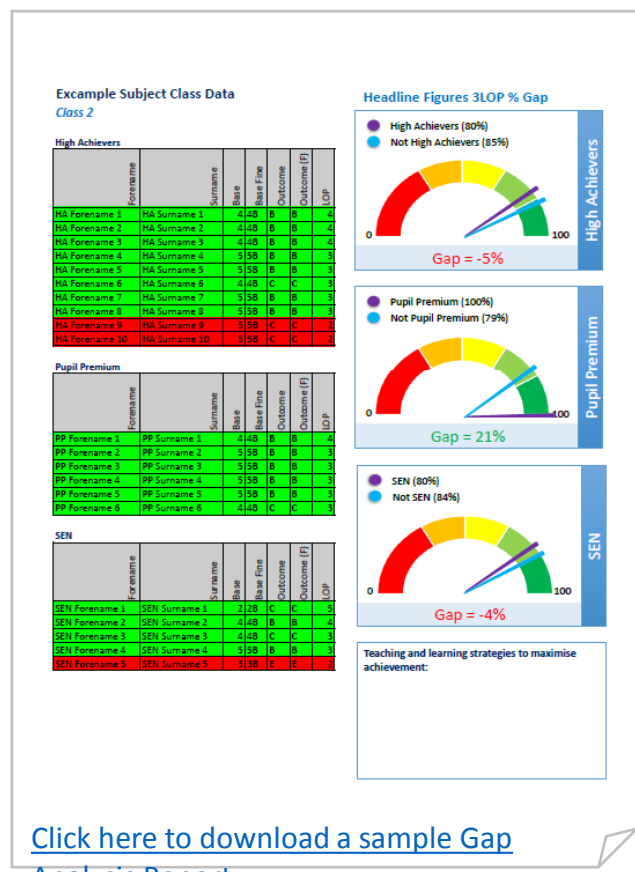 Excample Subject Class Data
Class 2
High Achievers
Forename Surname Base Base Fine Outcome Outcome (F) LOP
HA Forename 1 HA Surname 1 4 4B B B 4
HA Forename 2 HA Surname 2 4 4B B B 4
HA Forename 3 HA Surname 3 4 4B B B 4
HA Forename 4 HA Surname 4 5 5B B B 3
HA Forename 5 HA Surname 5 5 5B B B 3
HA Forename 6 HA Surname 6 4 4B C C 3
HA Forename 7 HA Surname 7 5 5B B B 3
HA Forename 8 HA Surname 8 5 5B B B 3
HA Forename 9 HA Surname 9 5 5B C C 2
HA Forename 10 HA Surname 10 5 5B C C 2
Pupil Premium
Forename Surname Base Base Fine Outcome Outcome (F) LOP
PP Forename 1 PP Surname 1 4 4B B B 4
PP Forename 2 PP Surname 2 5 5B B B 3
PP Forename 3 PP Surname 3 5 5B B B 3
PP Forename 4 PP Surname 4 5 5B B B 3
PP Forename 5 PP Surname 5 5 5B B B 3
PP Forename 6 PP Surname 6 4 4B C C 3
SEN
Forename Surname Base Base Fine Outcome Outcome (F) LOP
SEN Forename 1 SEN Surname 1 2 2B C C 5
SEN Forename 2 SEN Surname 2 4 4B B B 4
SEN Forename 3 SEN Surname 3 4 4B C C 3
SEN Forename 4 SEN Surname 4 5 5B B B 3
SEN Forename 5 SEN Surname 5 3 3B E E 2
Headline Figures 3LOP % Gap
High Achievers (80%)
Not High Achievers (85%)
0 100
Gap = -5%
High Achievers
Pupil Premium (100%)
Not Pupil Premium (79%)
0 100
Gap = 21%
Pupil Premium
SEN (80%)
Not SEN (84%)
0 100
Gap = -4%
SEN
Teaching and learning strategies to maximise
achievement:
Click here to download a sample Gap
Analysis Report